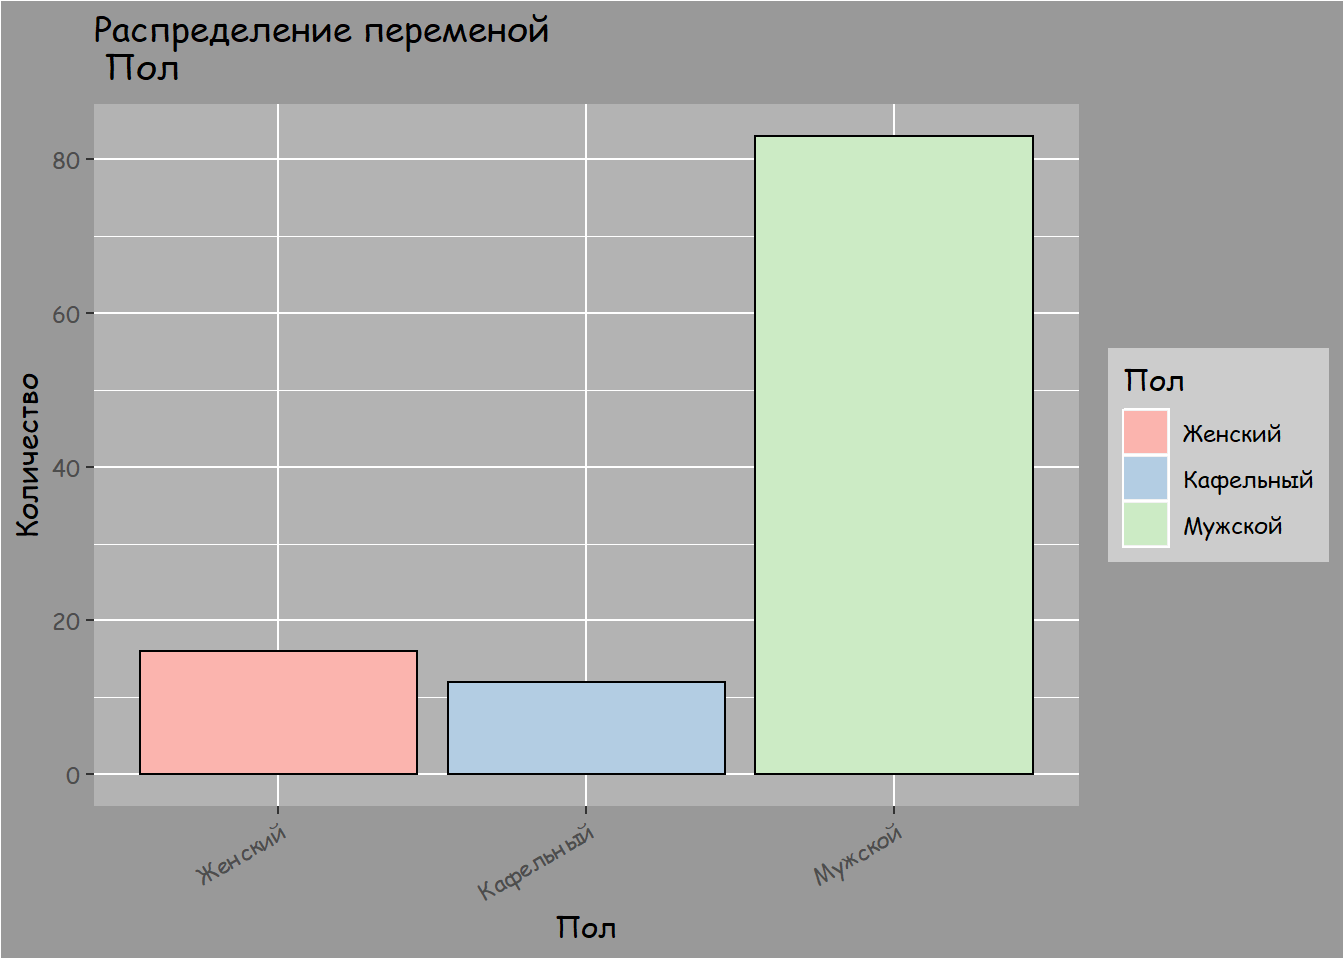 Распределение переменой
Пол
80
60
40
20
0
Количество
Женский
Кафельный
Мужской
Пол
Пол
Женский
Кафельный
Мужской